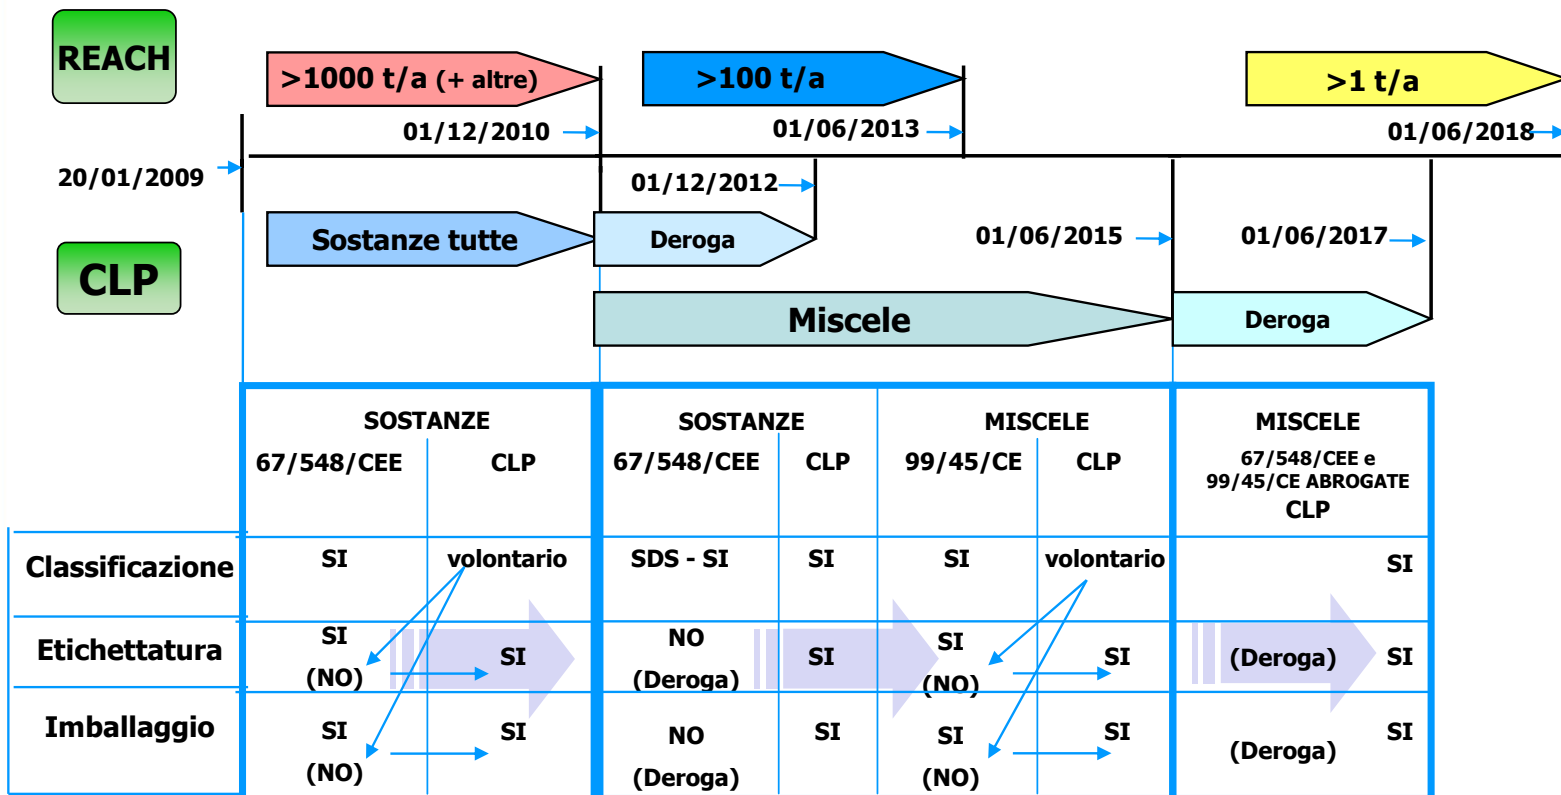 REACH
>1000 t/a (+ altre)
>100 t/a
>1 t/a
01/12/2010
01/06/2013
01/06/2018
20/01/2009
01/12/2012
CLP
Sostanze tutte
Deroga
01/06/2015
01/06/2017
Miscele
Deroga
SOSTANZE
SOSTANZE
MISCELE
MISCELE
67/548/CEE
CLP
67/548/CEE
CLP
99/45/CE
CLP
67/548/CEE e
99/45/CE ABROGATE
CLP
Classificazione
SI
volontario
SDS - SI
SI
SI
volontario
SI
Etichettatura
SI
(NO)
SI
NO
(Deroga)
SI
SI
(NO)
SI
(Deroga)
SI
Imballaggio
SI
(NO)
SI
NO
(Deroga)
SI
SI
(NO)
SI
(Deroga)
SI